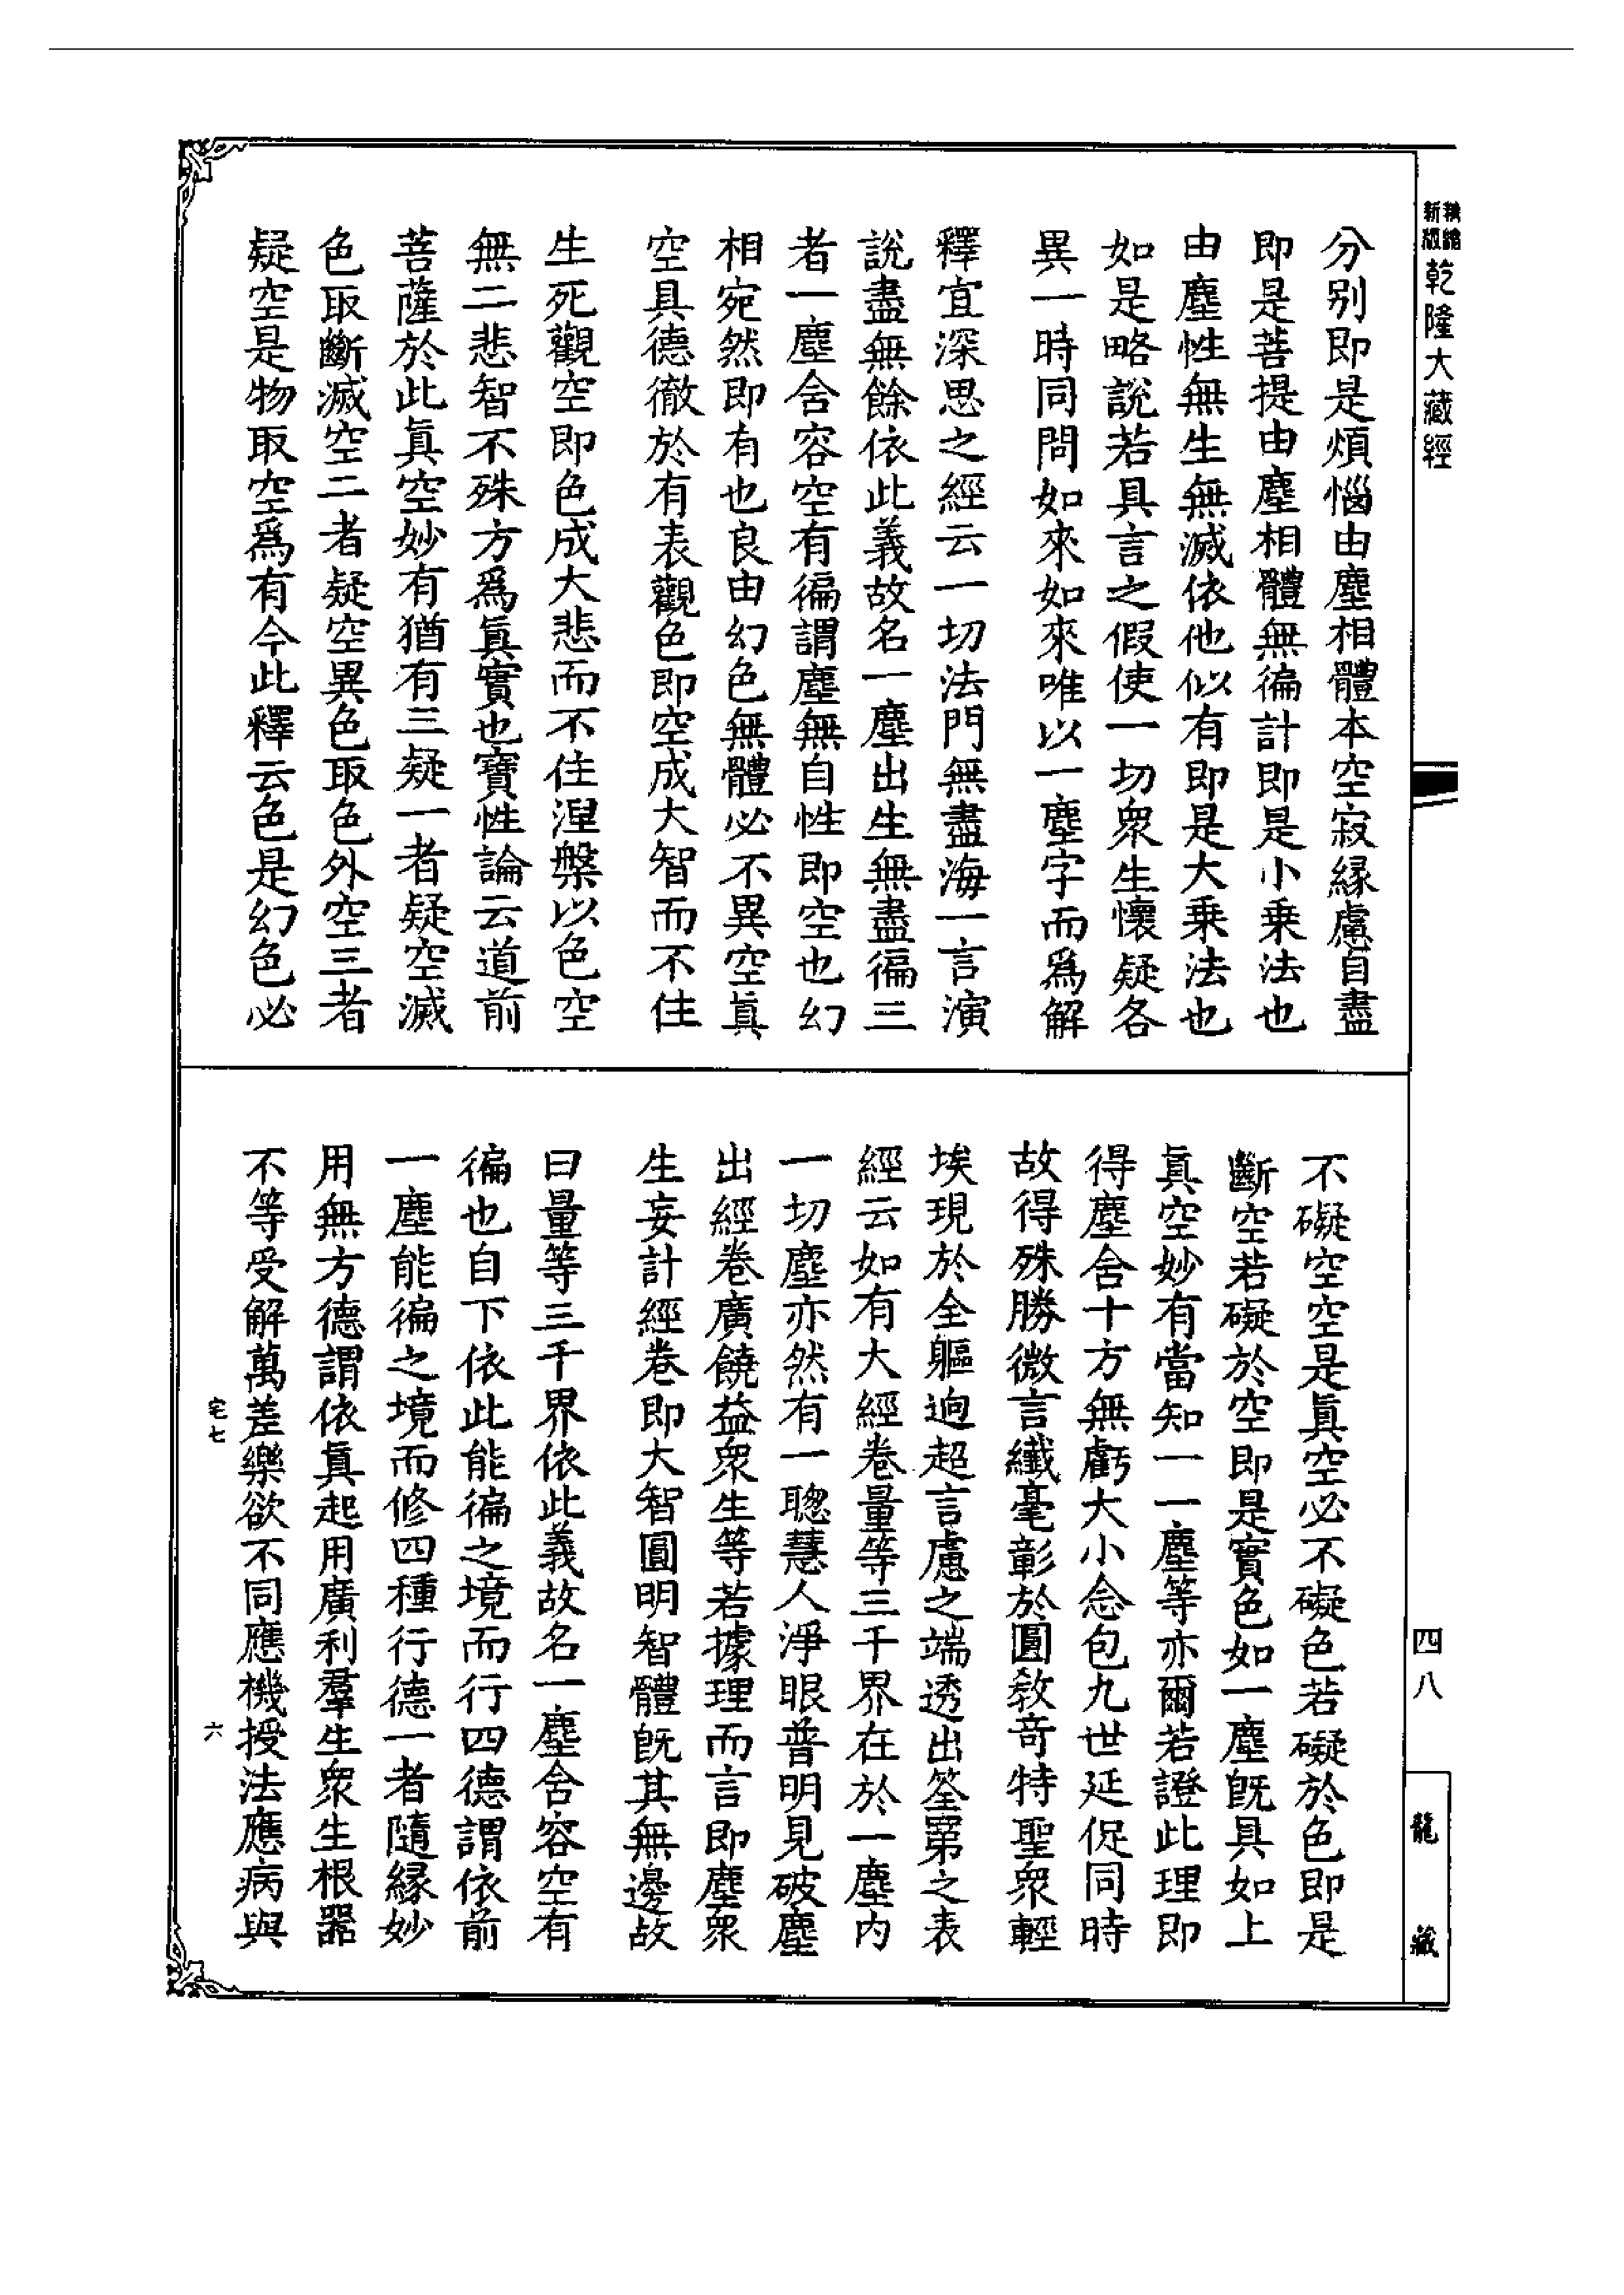 新版
乾隆大藏經
分別即是煩惱由塵相體本空寂緣慮自盡
即是菩提由塵相體無徧計即是小乗法也
由塵性無生無滅依他似有即是大乗法也
如是略說若具言之假使一切衆生懷疑各
異一時同問如來如來唯以一塵字而爲解
釋宜深思之經云一切法門無盡海一言演
說盡無餘依此義故名一塵出生無盡徧三
者一塵含容空有徧謂塵無自性即空也幻
相宛然即有也良由幻色無體必不異空眞
空具德徹於有表觀色即空成大智而不住
生死觀空即色成大悲而不住涅槃以色空
無二悲智不殊方爲眞實也寶性論云道前
菩薩於此眞空妙有猶有三疑一者疑空滅
色取斷滅空二者疑空異色取色外空三者
疑空是物取空爲有今此釋云色是幻色必
不礙空空是眞空必不礙色若礙於色即是
斷空若礙於空即是實色如一塵旣具如上
眞空妙有當知一一塵等亦爾若證此理即
得塵含十方無虧大小念包九世延促同時
故得殊勝微言纖毫彰於圓教奇特聖衆輕
埃現於全軀逈超言慮之端透出筌罤之表
經云如有大經卷量等三千界在於一塵内
一切塵亦然有一聰慧人淨眼普明見破塵
出經卷廣饒益衆生等若據理而言即塵衆
生妄計經卷即大智圓明智體旣其無邊故
曰量等三千界依此義故名一塵含容空有
徧也自下依此能徧之境而行四德謂依前
一塵能徧之境而修四種行德一者隨緣妙
用無方德謂依眞起用廣利羣生衆生根器
不等受解萬差樂欲不同應機授法應病與
宅七
六
四八
龍藏